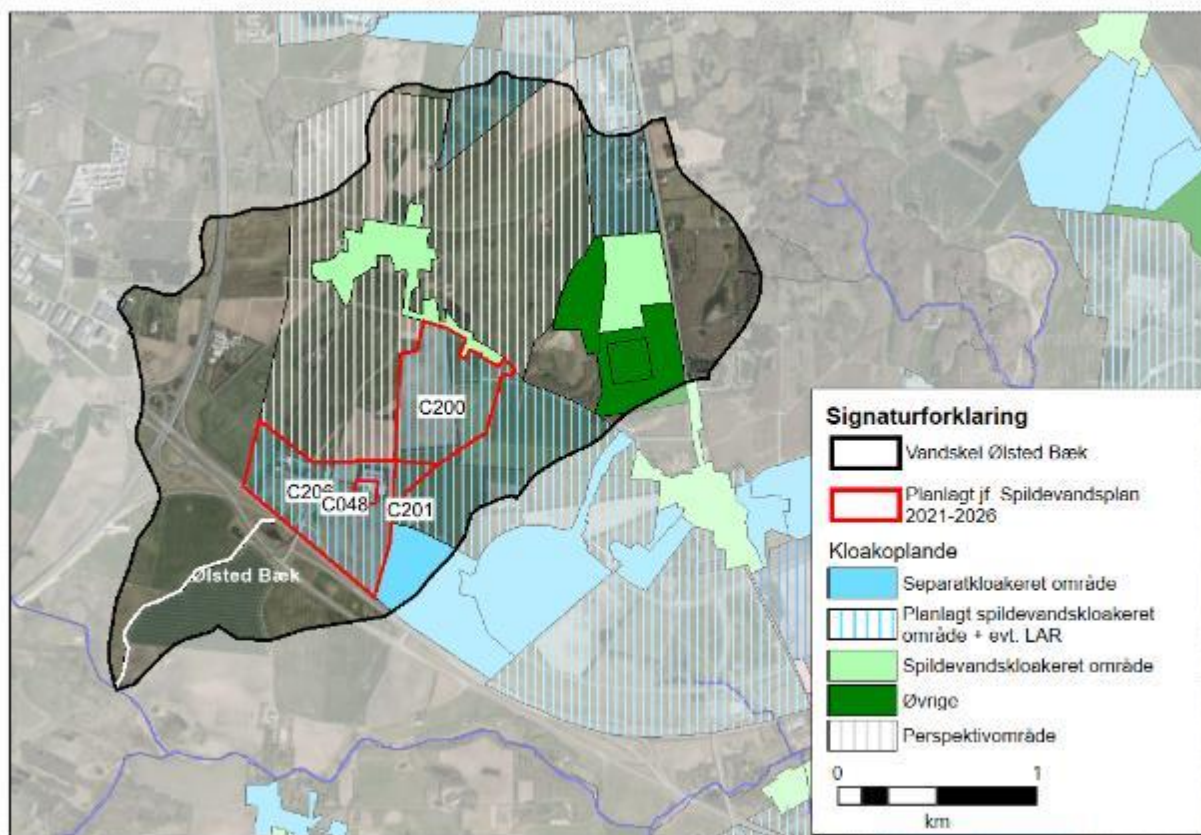 C200
C206
C048
C201
Ølsted Bæk
Signaturforklaring
Vandskel Ølsted Bæk
Planlagt jf. Spildevandsplan
2021-2026
Kloakoplande
Separatkloakeret område
Planlagt spildevandskloakeret
område + evt. LAR
Spildevandskloakeret område
Øvrige
Perspektivområde
0 1
km